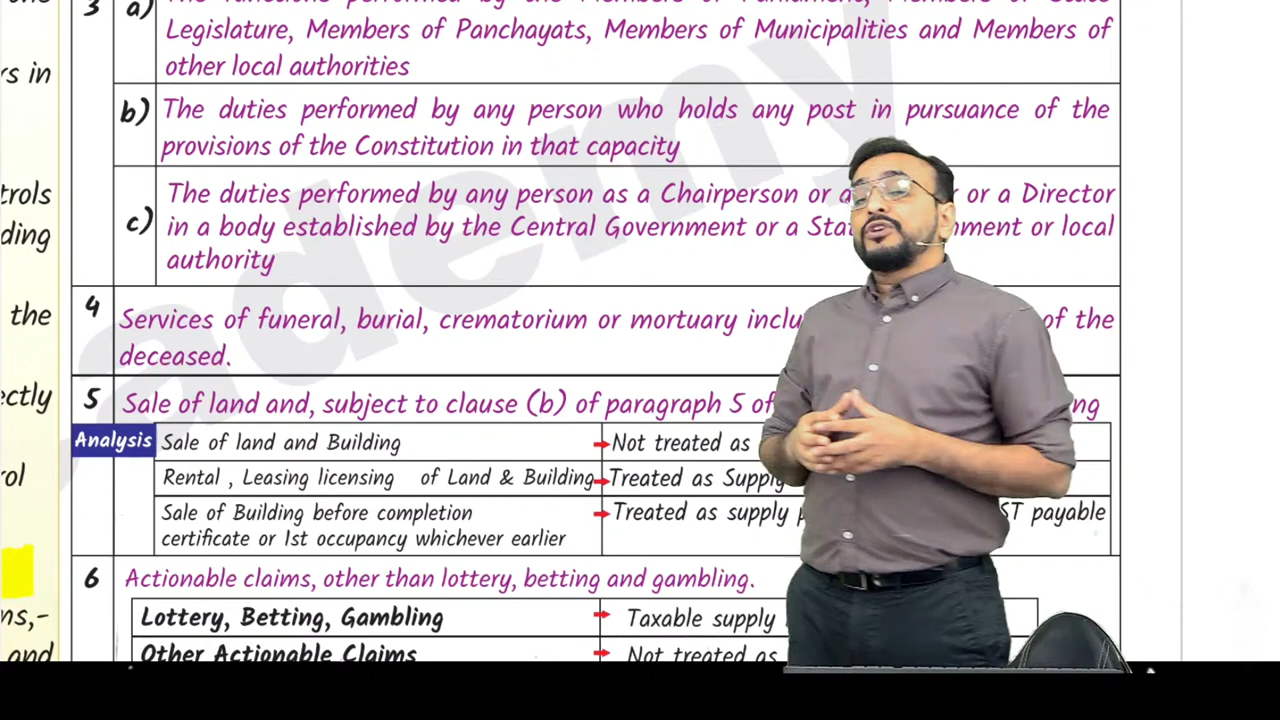 one
rs in
trols
ding
the
ectly
rol
ns,-
and
3 a) The functions performed by the Members of Parliament, Members of State
Legislature, Members of Panchayats, Members of Municipalities and Members of
other local authorities
b) The duties performed by any person who holds any post in pursuance of the
provisions of the Constitution in that capacity
c) The duties performed by any person as a Chairperson or a or a Director
in a body established by the Central Government or a Stat nment or local
authority
4 Services of funeral, burial, crematorium or mortuary inclu of the
deceased.
5 Sale of land and, subject to clause (b) of paragraph 5 of ng
Analysis Sale of land and Building Not treated as
Rental , Leasing licensing of Land & Building Treated as Supply
Sale of Building before completion Treated as supply ST payable
certificate or 1st occupancy whichever earlier
6 Actionable claims, other than lottery, betting and gambling.
Lottery, Betting, Gambling Taxable supply
Other Actionable Claims Not treated as
ademy